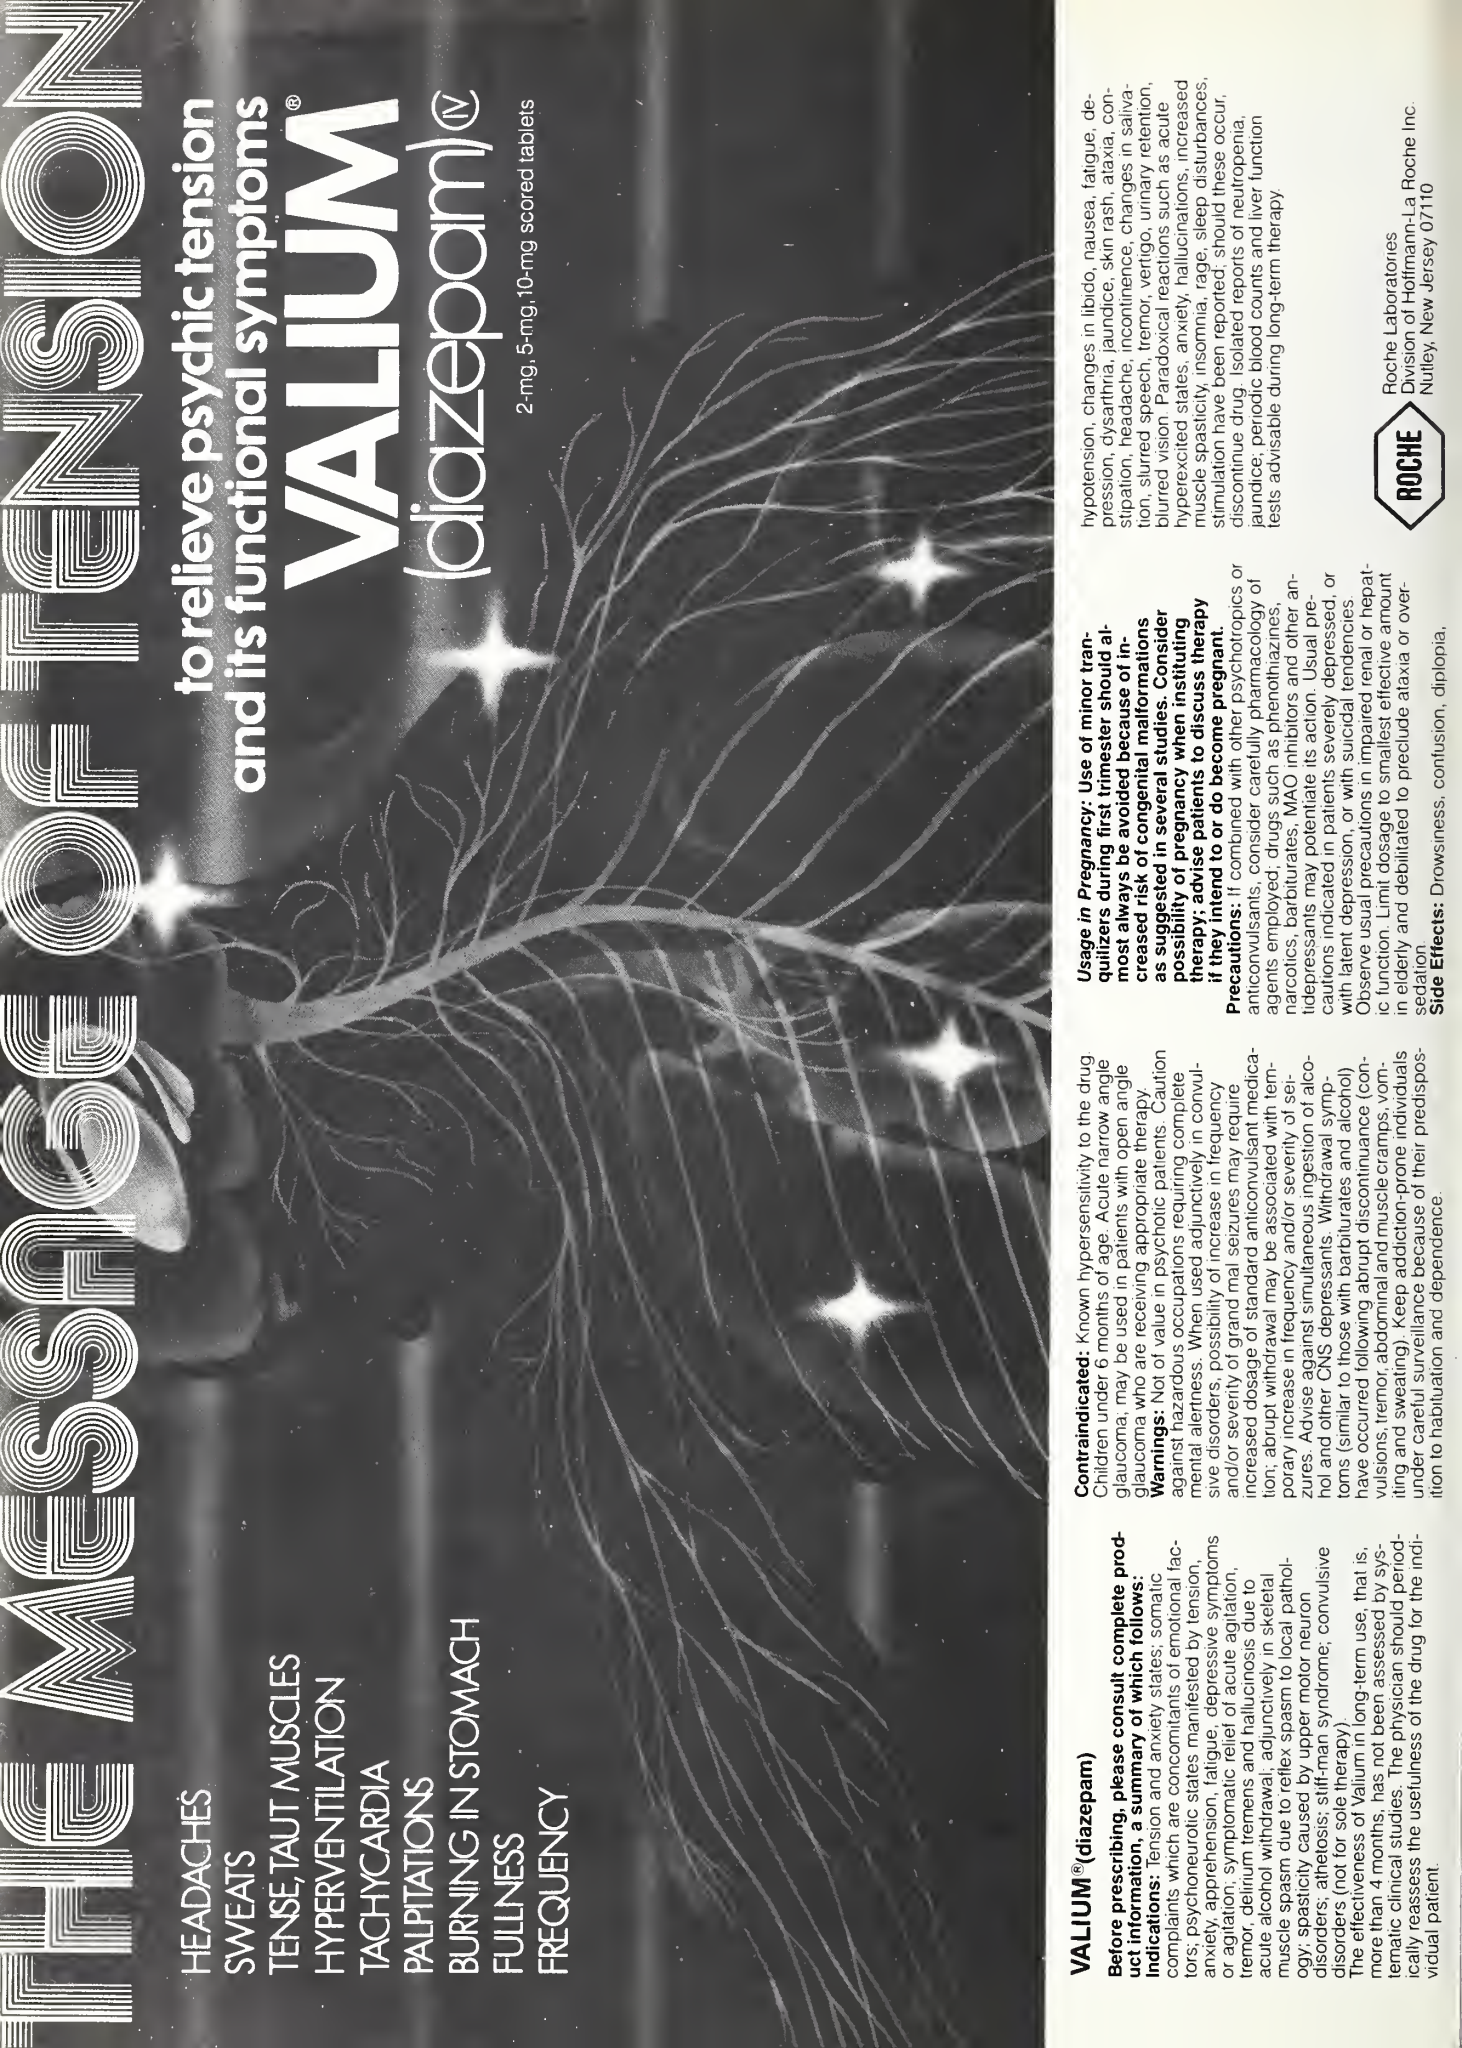 THE MESSAGE OF TENSION
to relieve psychic tension
and its functional symptoms
VALIUM®
(diazepam) IV
2-mg, 5-mg, 10-mg scored tablets
HEADACHES
SWEATS
TENSE, TAUT MUSCLES
HYPERVENTILATION
TACHYCARDIA
PALPITATIONS
BURNING IN STOMACH
FULLNESS
FREQUENCY
VALIUM® (diazepam)
Before prescribing, please consult complete prod-
uct information, a summary of which follows:
Indications: Tension and anxiety states; somatic
complaints which are concomitants of emotional fac-
tors; psychoneurotic states manifested by tension,
anxiety, apprehension, fatigue, depressive symptoms
or agitation; symptomatic relief of acute agitation,
tremor, delirium tremens and hallucinosis due to
acute alcohol withdrawal; adjunctively in skeletal
muscle spasm due to reflex spasm to local pathol-
ogy; spasticity caused by upper motor neuron
disorders; athetosis; stiff-man syndrome; convulsive
disorders (not for sole therapy).
The effectiveness of Valium in long-term use, that is,
more than 4 months, has not been assessed by sys-
tematic clinical studies. The physician should period-
ically reassess the usefulness of the drug for the indi-
vidual patient.
Contraindicated: Known hypersensitivity to the drug.
Children under 6 months of age. Acute narrow angle
glaucoma; may be used in patients with open angle
glaucoma who are receiving appropriate therapy.
Warnings: Not of value in psychotic patients. Caution
against hazardous occupations requiring complete
mental alertness. When used adjunctively in convul-
sive disorders, possibility of increase in frequency
and/or severity of grand mal seizures may require
increased dosage of standard anticonvulsant medica-
tion; abrupt withdrawal may be associated with tem-
porary increase in frequency and/or severity of sei-
zures. Advise against simultaneous ingestion of alco-
hol and other CNS depressants. Withdrawal symp-
toms (similar to those with barbiturates and alcohol)
have occurred following abrupt discontinuance (con-
vulsions, tremor, abdominal and muscle cramps, vom-
iting and sweating). Keep addiction-prone individuals
under careful surveillance because of their predispos-
ition to habituation and dependence.
Usage in Pregnancy: Use of minor tran-
quilizers during first trimester should al-
most always be avoided because of in-
creased risk of congenital malformations
as suggested in several studies. Consider
possibility of pregnancy when instituting
therapy; advise patients to discuss therapy
if they intend to or do become pregnant.
Precautions: If combined with other psychotropics or
anticonvulsants, consider carefully pharmacology of
agents employed; drugs such as phenothiazines,
narcotics, barbiturates, MAO inhibitors and other an-
tidepressants may potentiate its action. Usual pre-
cautions indicated in patients severely depressed, or
with latent depression, or with suicidal tendencies.
Observe usual precautions in impaired renal or hepat-
ic function. Limit dosage to smallest effective amount
in elderly and debilitated to preclude ataxia or over-
sedation.
Side Effects: Drowsiness, confusion, diplopia,
hypotension, changes in libido, nausea, fatigue, de-
pression, dysarthria, jaundice, skin rash, ataxia, con-
stipation, headache, incontinence, changes in saliva-
tion, slurred speech, tremor, vertigo, urinary retention,
blurred vision. Paradoxical reactions such as acute
hyperexcited states, anxiety, hallucinations, increased
muscle spasticity, insomnia, rage, sleep disturbances,
stimulation have been reported; should these occur,
discontinue drug. Isolated reports of neutropenia,
jaundice; periodic blood counts and liver function
tests advisable during long-term therapy.
ROCHE
Roche Laboratories
Division of Hoffmann-La Roche Inc.
Nutley, New Jersey 07110